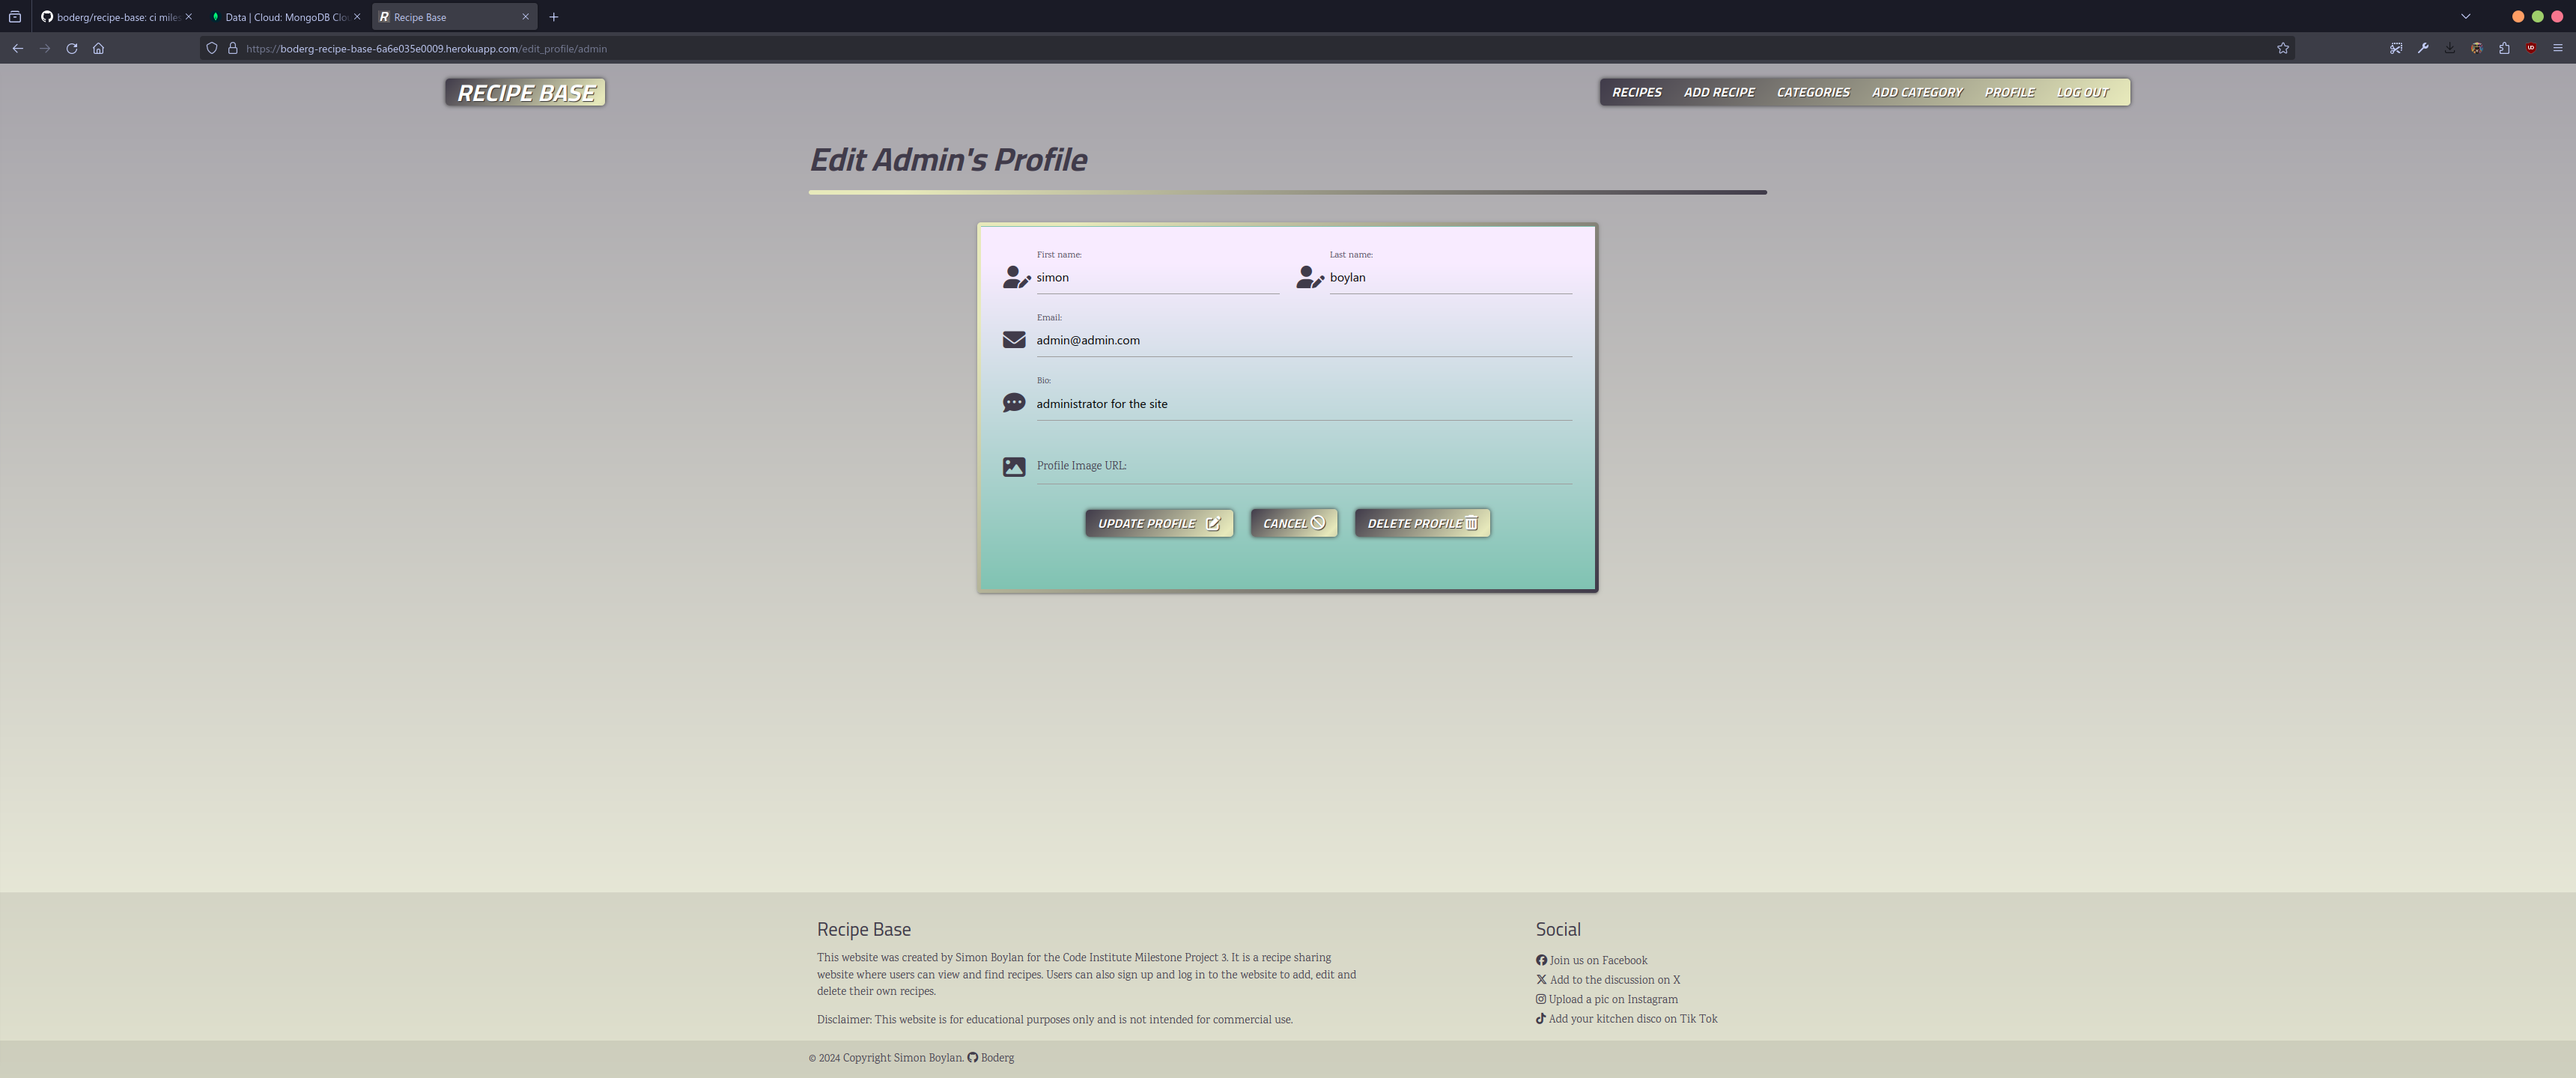 boderg/recipe-base: ci miles
Data | Cloud: MongoDB Clo
Recipe Base
https://boderg-recipe-base-6a6e035e0009.herokuapp.com/edit_profile/admin
RECIPE BASE
RECIPES ADD RECIPE CATEGORIES ADD CATEGORY PROFILE LOG OUT
Edit Admin's Profile
First name: Last name:
simon boylan
Email:
admin@admin.com
Bio:
administrator for the site
Profile Image URL:
UPDATE PROFILE CANCEL DELETE PROFILE
Recipe Base
This website was created by Simon Boylan for the Code Institute Milestone Project 3. It is a recipe sharing
website where users can view and find recipes. Users can also sign up and log in to the website to add, edit and
delete their own recipes.
Disclaimer: This website is for educational purposes only and is not intended for commercial use.
Social
Join us on Facebook
Add to the discussion on X
Upload a pic on Instagram
Add your kitchen disco on Tik Tok
© 2024 Copyright Simon Boylan. Boderg